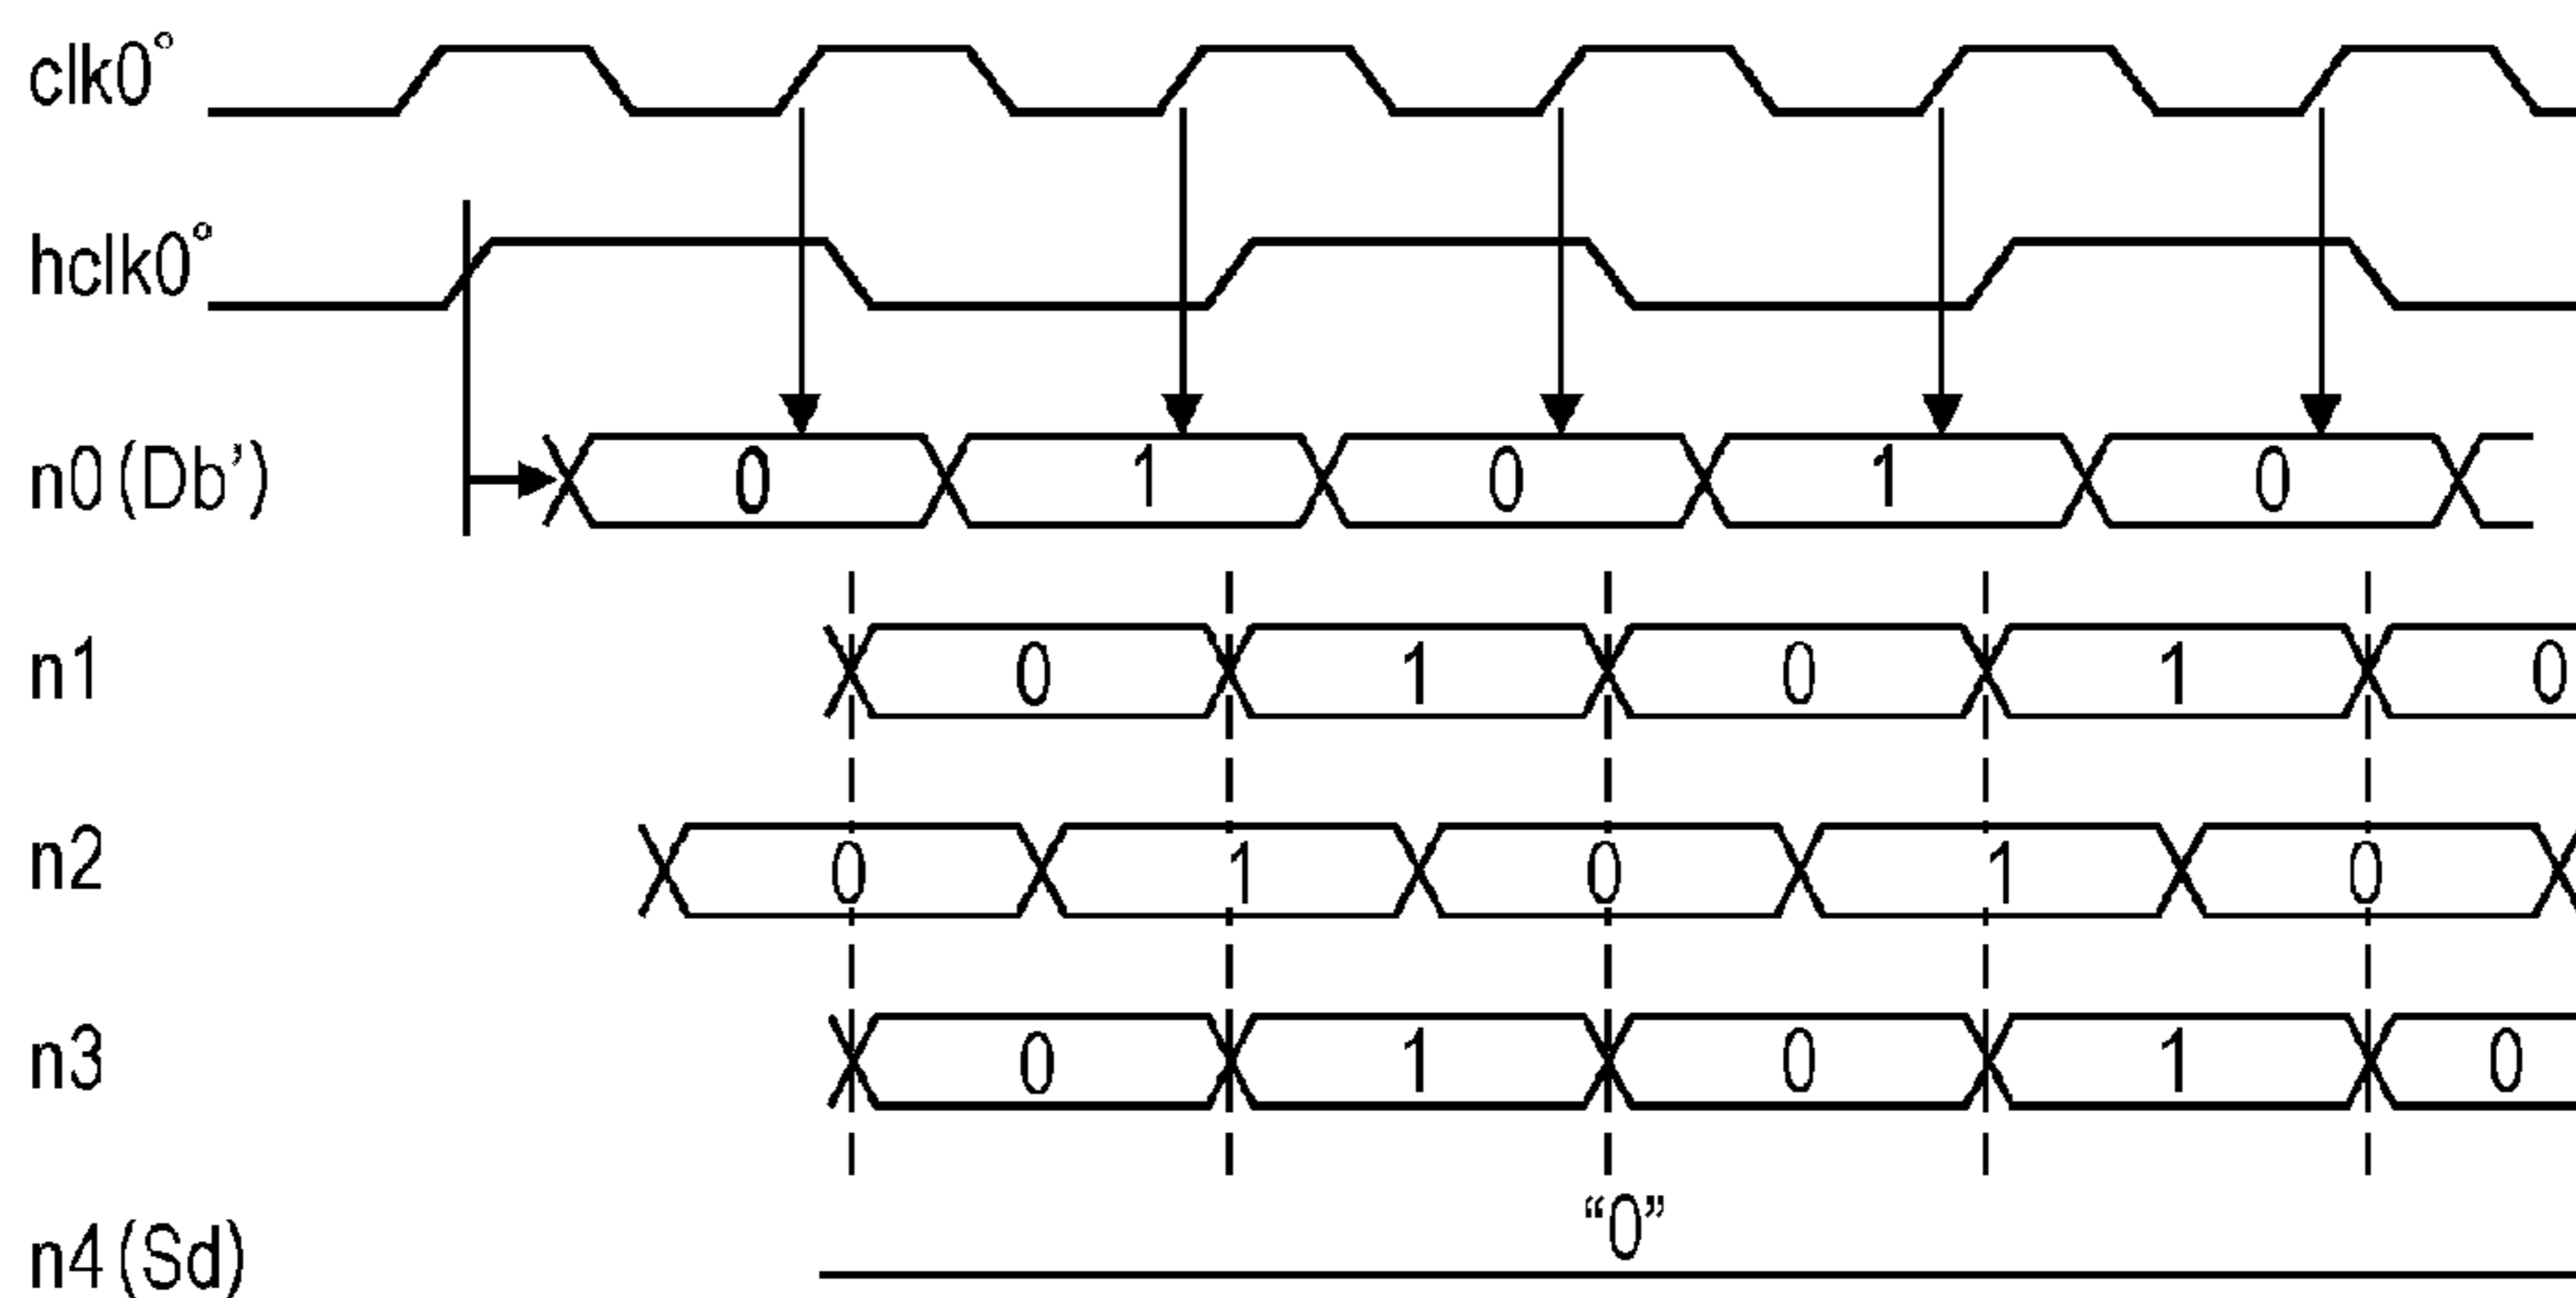 clk0°
hclk0°
n0(Db’) 0 1 0 1 0
n1 0 1 0 1 0
n2 0 1 0 1 0
n3 0 1 0 1 0
n4(Sd) “0”